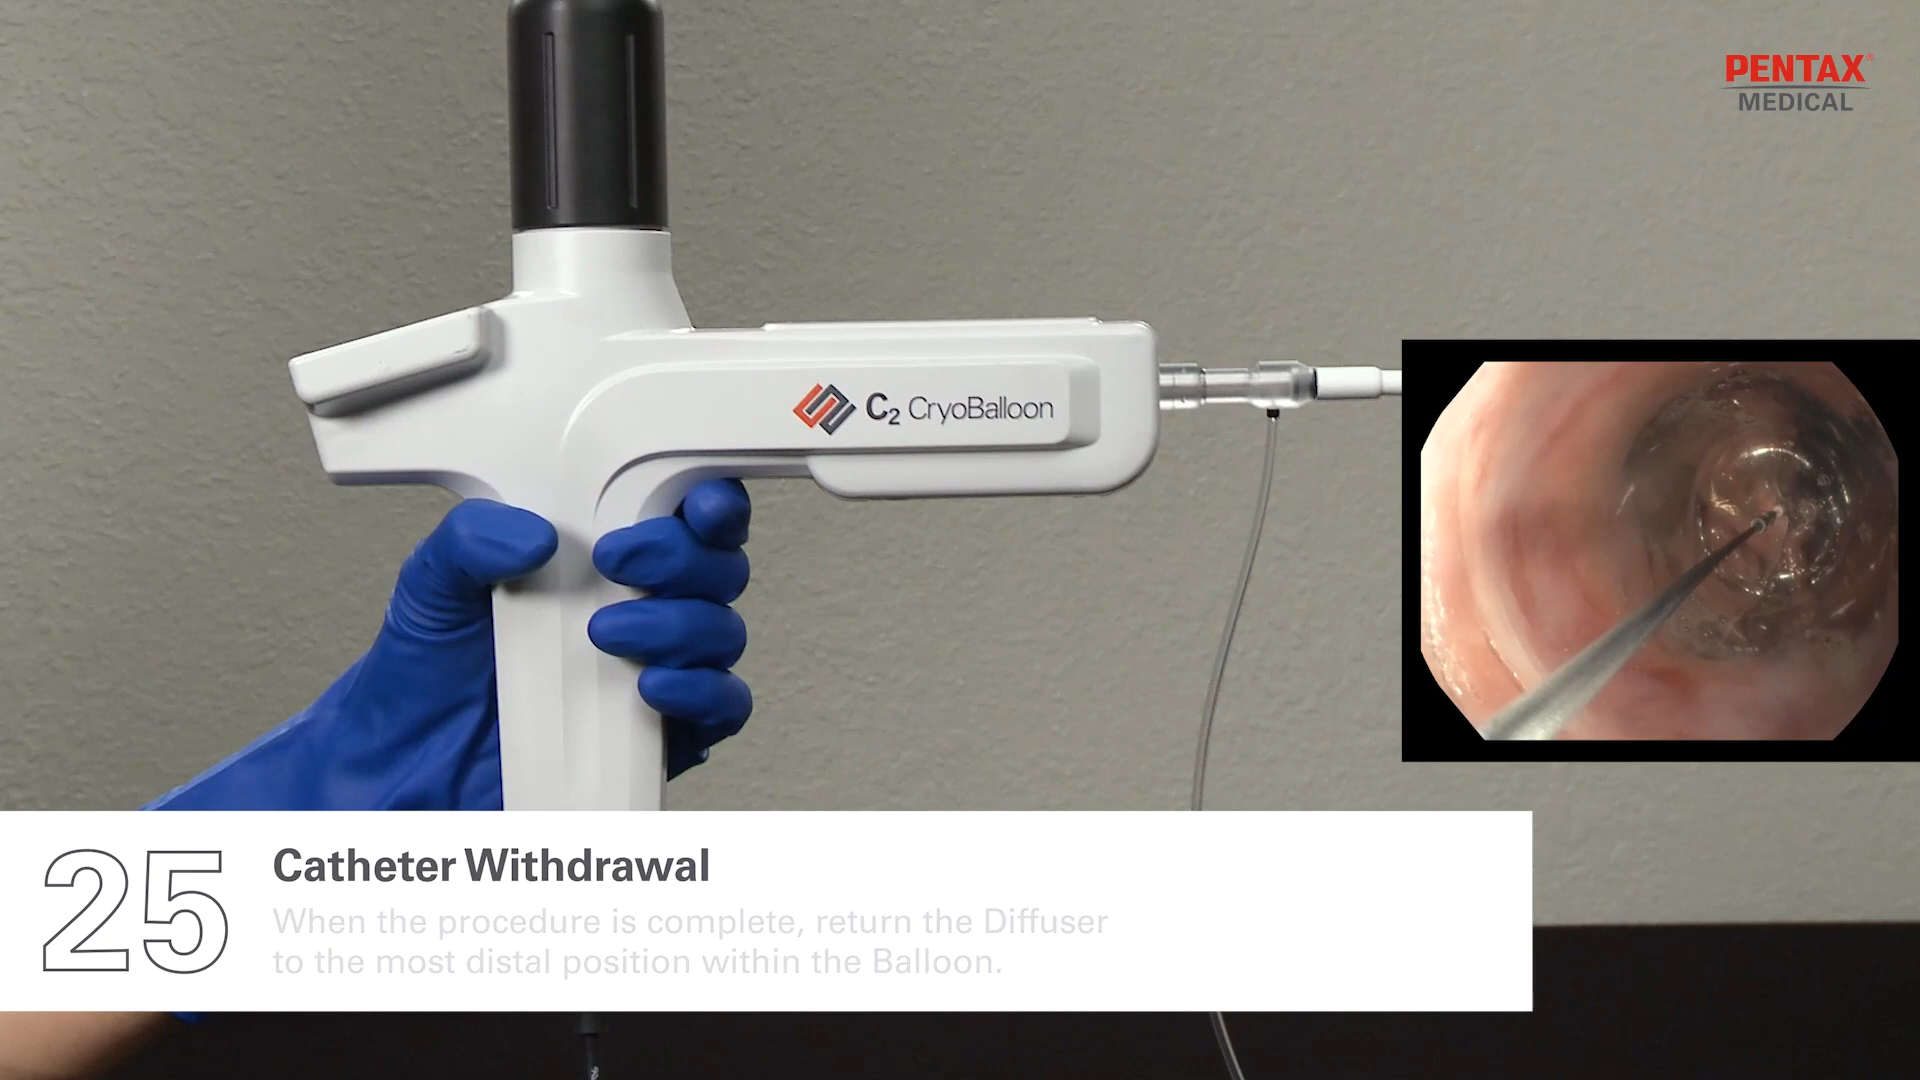 PENTAX®
MEDICAL
C2 CryoBalloon
25
Catheter Withdrawal
When the procedure is complete, return the Diffuser
to the most distal position within the Balloon.